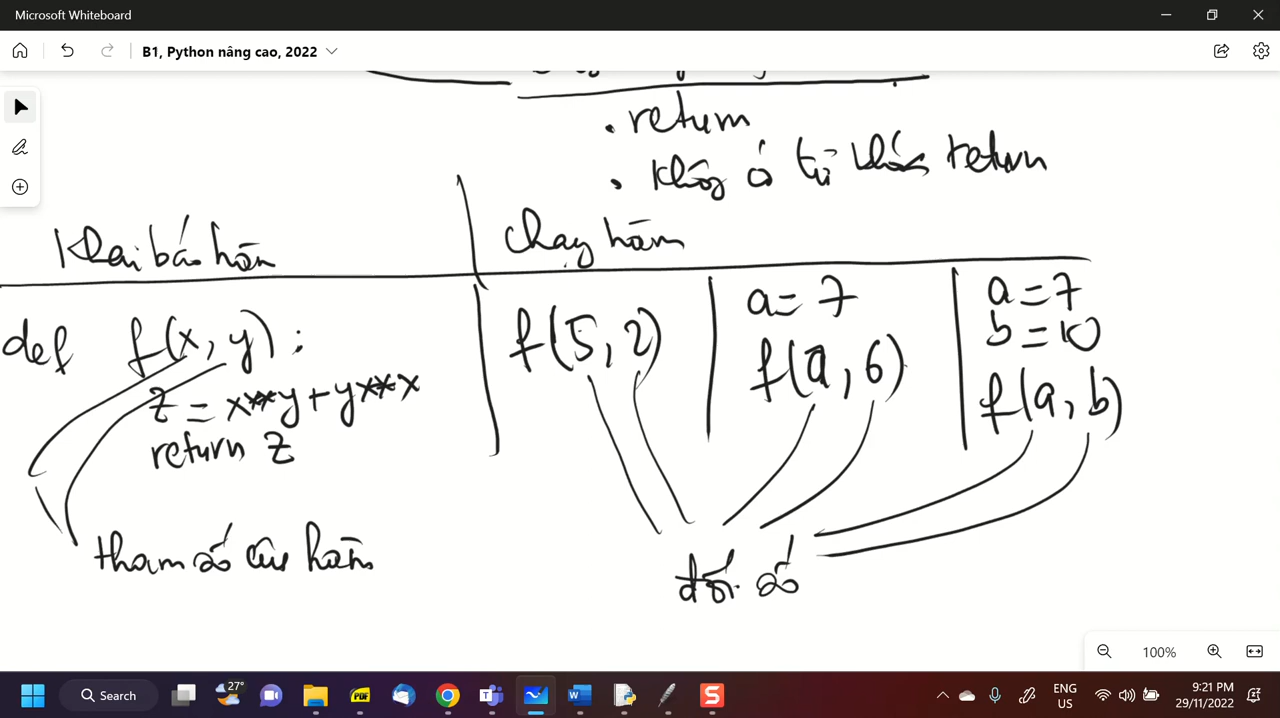 Microsoft Whiteboard
B1, Python nâng cao, 2022
. return
. Không có từ khóa return
Khai báo hàm
Chạy hàm
def f(x, y):
z = x**y + y**x
return z
f(5, 2)
a = 7
f(a, 6)
a = 7
b = 10
f(a, b)
tham số của hàm
đối số
100%
Search
27°
ENG
US
9:21 PM
29/11/2022